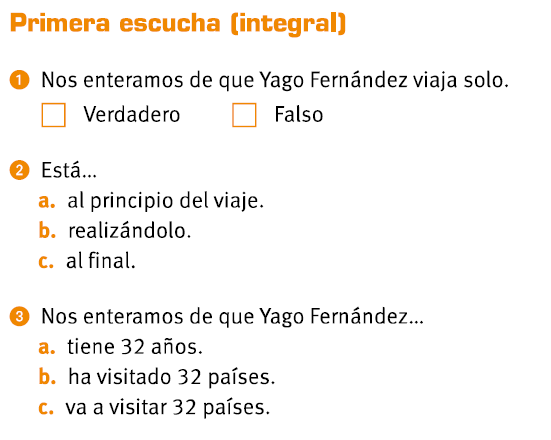 Primera escucha (integral)
1 Nos enteramos de que Yago Fernández viaja solo.
Verdadero Falso
2 Está...
a. al principio del viaje.
b. realizándolo.
c. al final.
3 Nos enteramos de que Yago Fernández...
a. tiene 32 años.
b. ha visitado 32 países.
c. va a visitar 32 países.